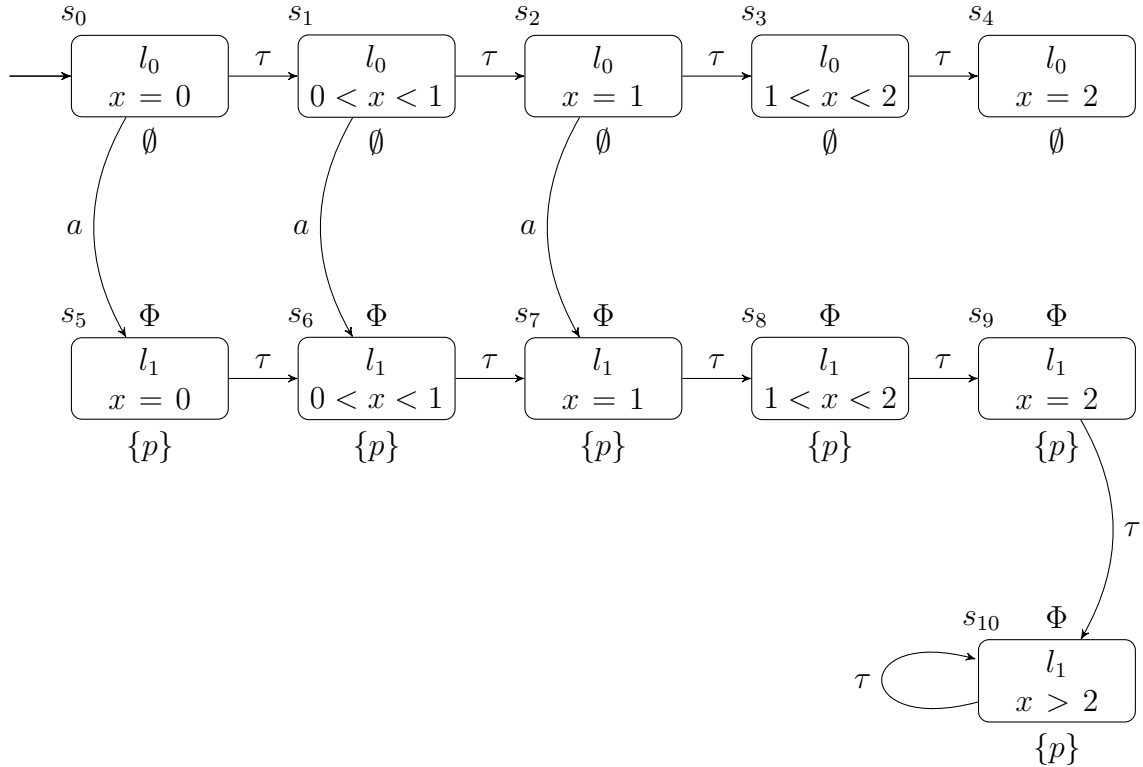 s₀ s₁ s₂ s₃ s₄
l₀ τ l₀ τ l₀ τ l₀ τ l₀
x = 0 0 < x < 1 x = 1 1 < x < 2 x = 2
∅ ∅ ∅ ∅ ∅
a a a
s₅ Φ s₆ Φ s₇ Φ s₈ Φ s₉ Φ
l₁ τ l₁ τ l₁ τ l₁ τ l₁
x = 0 0 < x < 1 x = 1 1 < x < 2 x = 2
{p} {p} {p} {p} {p}
τ
s₁₀ Φ
τ l₁
x > 2
{p}